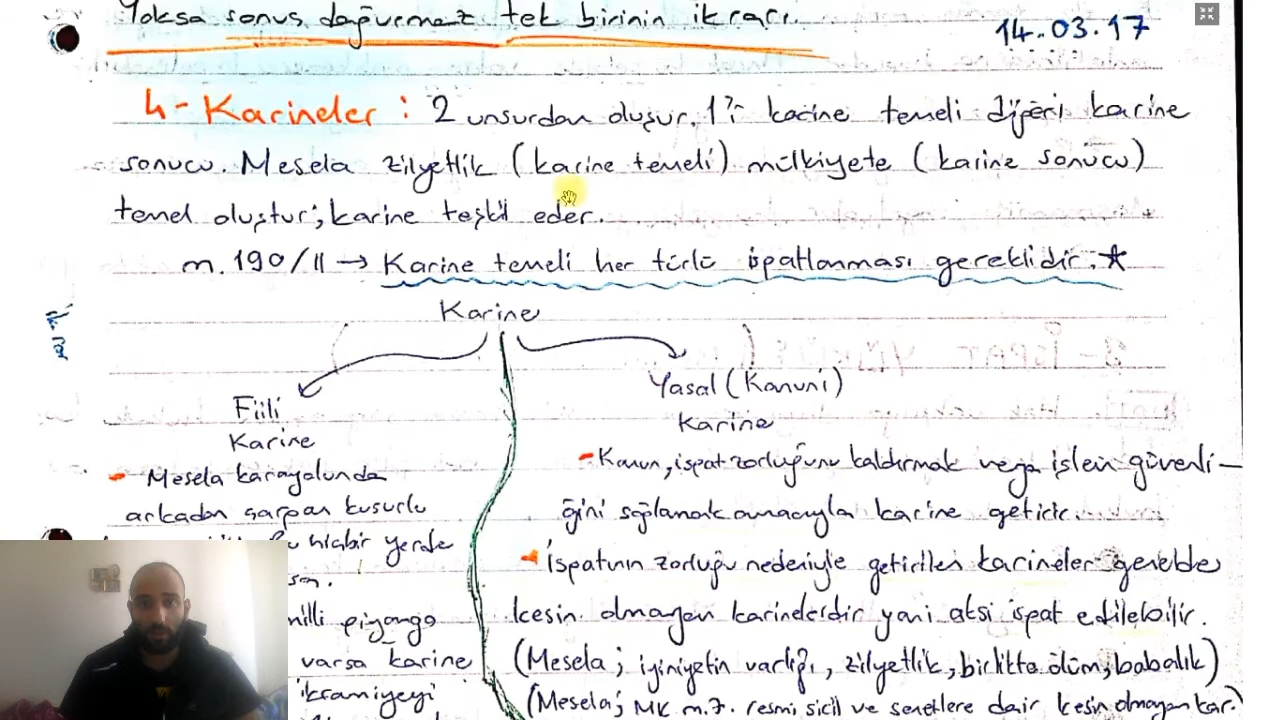 Yoksa sonuç doğurmaz tek birinin ikrarı.
14.03.17
4- Karineler : 2 unsurdan oluşur. 1'i karine temeli diğeri karine
sonucu. Mesela zilyetlik (karine temeli) mülkiyete (karine sonucu)
temel oluştur; karine teşkil eder.
m. 190/II → Karine temeli her türlü ispatlanması gereklidir. *
Karine
Fiili
Karine
- Mesela karayolunda
arkadan çarpan kusurlu
hiçbir yerde
milli piyango
varsa karine
ikramiyeyi
Yasal (Kanuni)
Karine
- Kanun, ispat zorluğunu kaldırmak veya işlem güvenli-
ğini sağlamak amacıyla karine getirir.
- İspatının zorluğu nedeniyle getirilen karineler genelde
kesin olmayan karinelerdir yani aksi ispat edilebilir.
(Mesela; iyiniyetin varlığı, zilyetlik, birlikte ölüm, babalık)
(Mesela; MK m.7. resmi sicil ve senetlere dair kesin olmayan kar.)